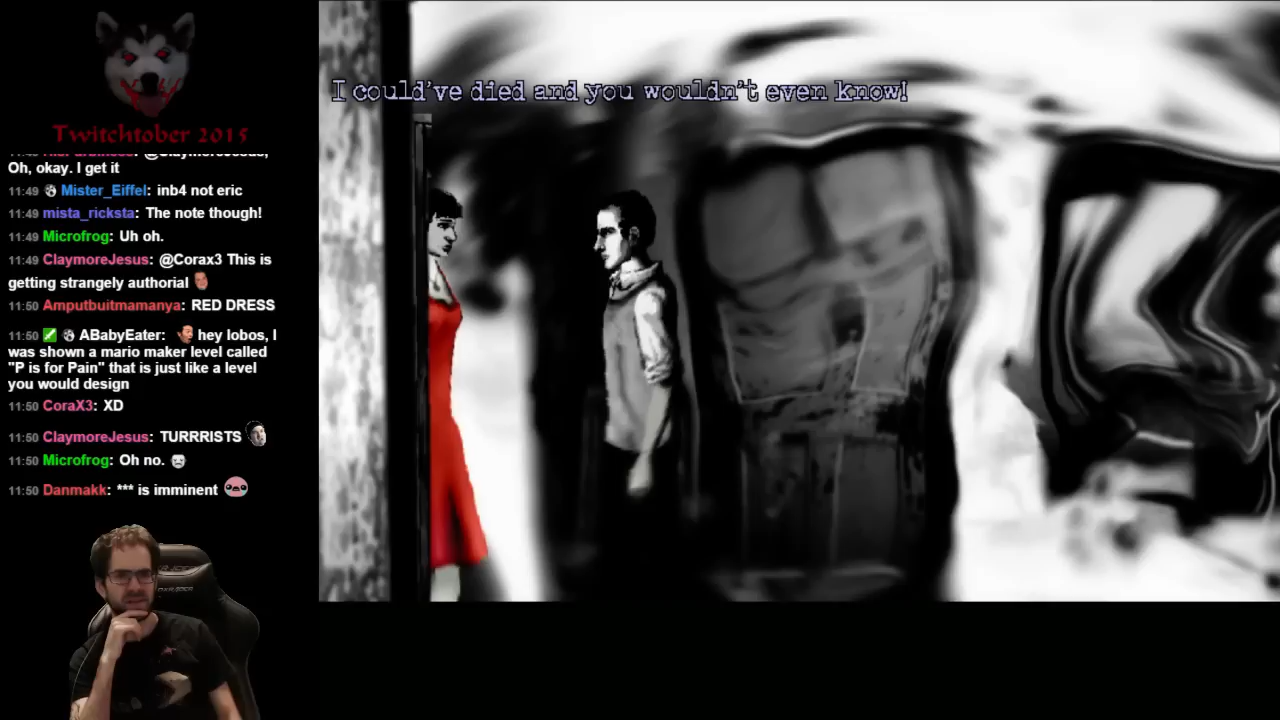 I could've died and you wouldn't even know!
Twitchtober 2015
Oh, okay. I get it
11:49 Mister_Eiffel: inb4 not eric
11:49 mista_ricksta: The note though!
11:49 Microfrog: Uh oh.
11:49 ClaymoreJesus: @Corax3 This is
getting strangely authorial
11:50 Amputbuitmamanya: RED DRESS
11:50 ABabyEater: hey lobos, I
was shown a mario maker level called
"P is for Pain" that is just like a level
you would design
11:50 CoraX3: XD
11:50 ClaymoreJesus: TURRRISTS
11:50 Microfrog: Oh no.
11:50 Danmakk: *** is imminent